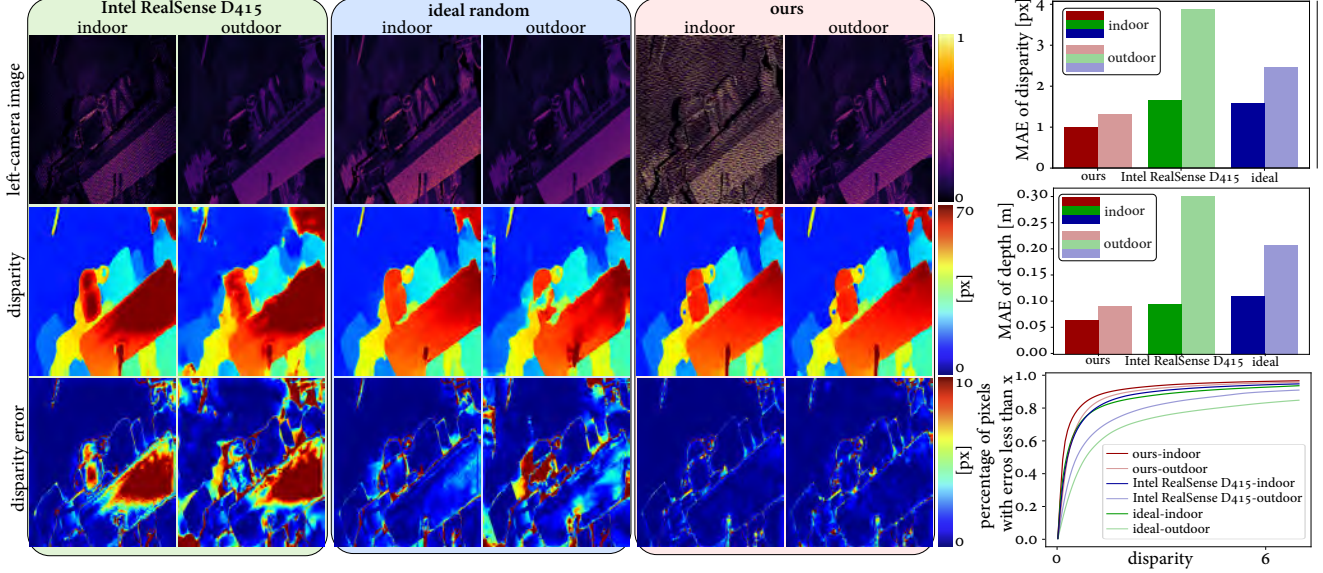 Intel RealSense D415
indoor
outdoor
ideal random
indoor
outdoor
ours
indoor
outdoor
left-camera image
1
0
disparity
70
[px]
0
disparity error
10
[px]
0
MAE of disparity [px]
4
3
2
1
0
indoor
outdoor
ours
Intel RealSense D415
ideal
MAE of depth [m]
0.30
0.25
0.20
0.15
0.10
0.05
0.00
indoor
outdoor
ours
Intel RealSense D415
ideal
percentage of pixels
with erros less than x
1.0
0.8
0.6
0.4
0.2
0.0
ours-indoor
ours-outdoor
Intel RealSense D415-indoor
Intel RealSense D415-outdoor
ideal-indoor
ideal-outdoor
0
disparity
6